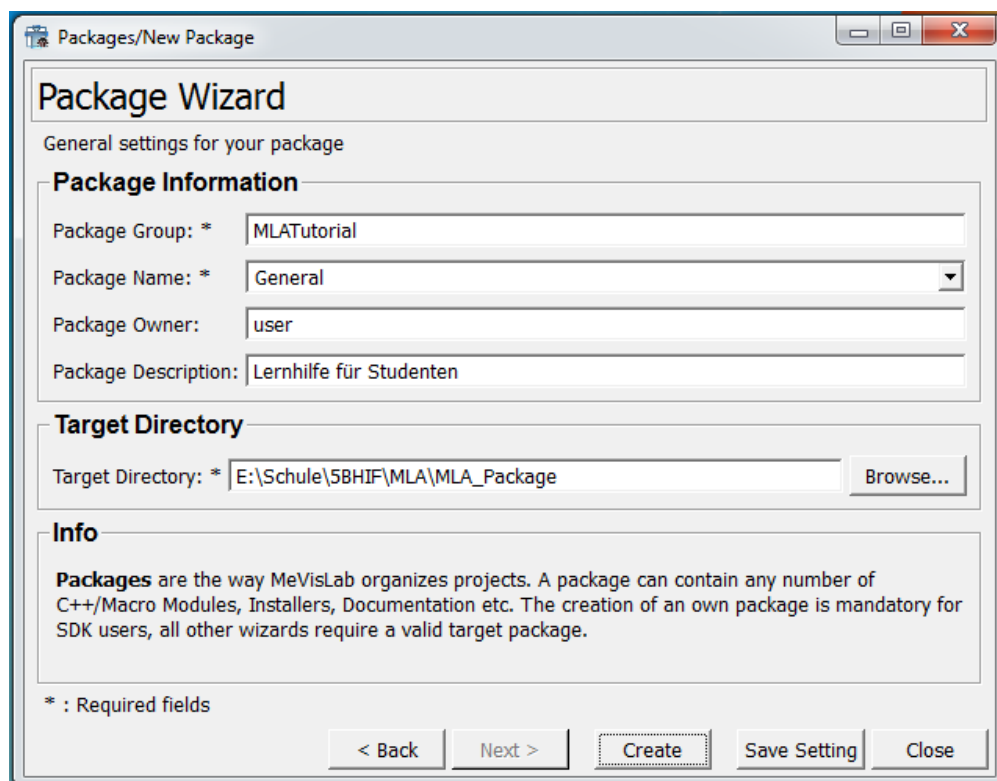 Packages/New Package
Package Wizard
General settings for your package
Package Information
Package Group: * MLATutorial
Package Name: * General
Package Owner: user
Package Description: Lernhilfe für Studenten
Target Directory
Target Directory: * E:\Schule\5BHIF\MLA\MLA_Package Browse...
Info
Packages are the way MeVisLab organizes projects. A package can contain any number of
C++/Macro Modules, Installers, Documentation etc. The creation of an own package is mandatory for
SDK users, all other wizards require a valid target package.
* : Required fields
< Back Next > Create Save Setting Close